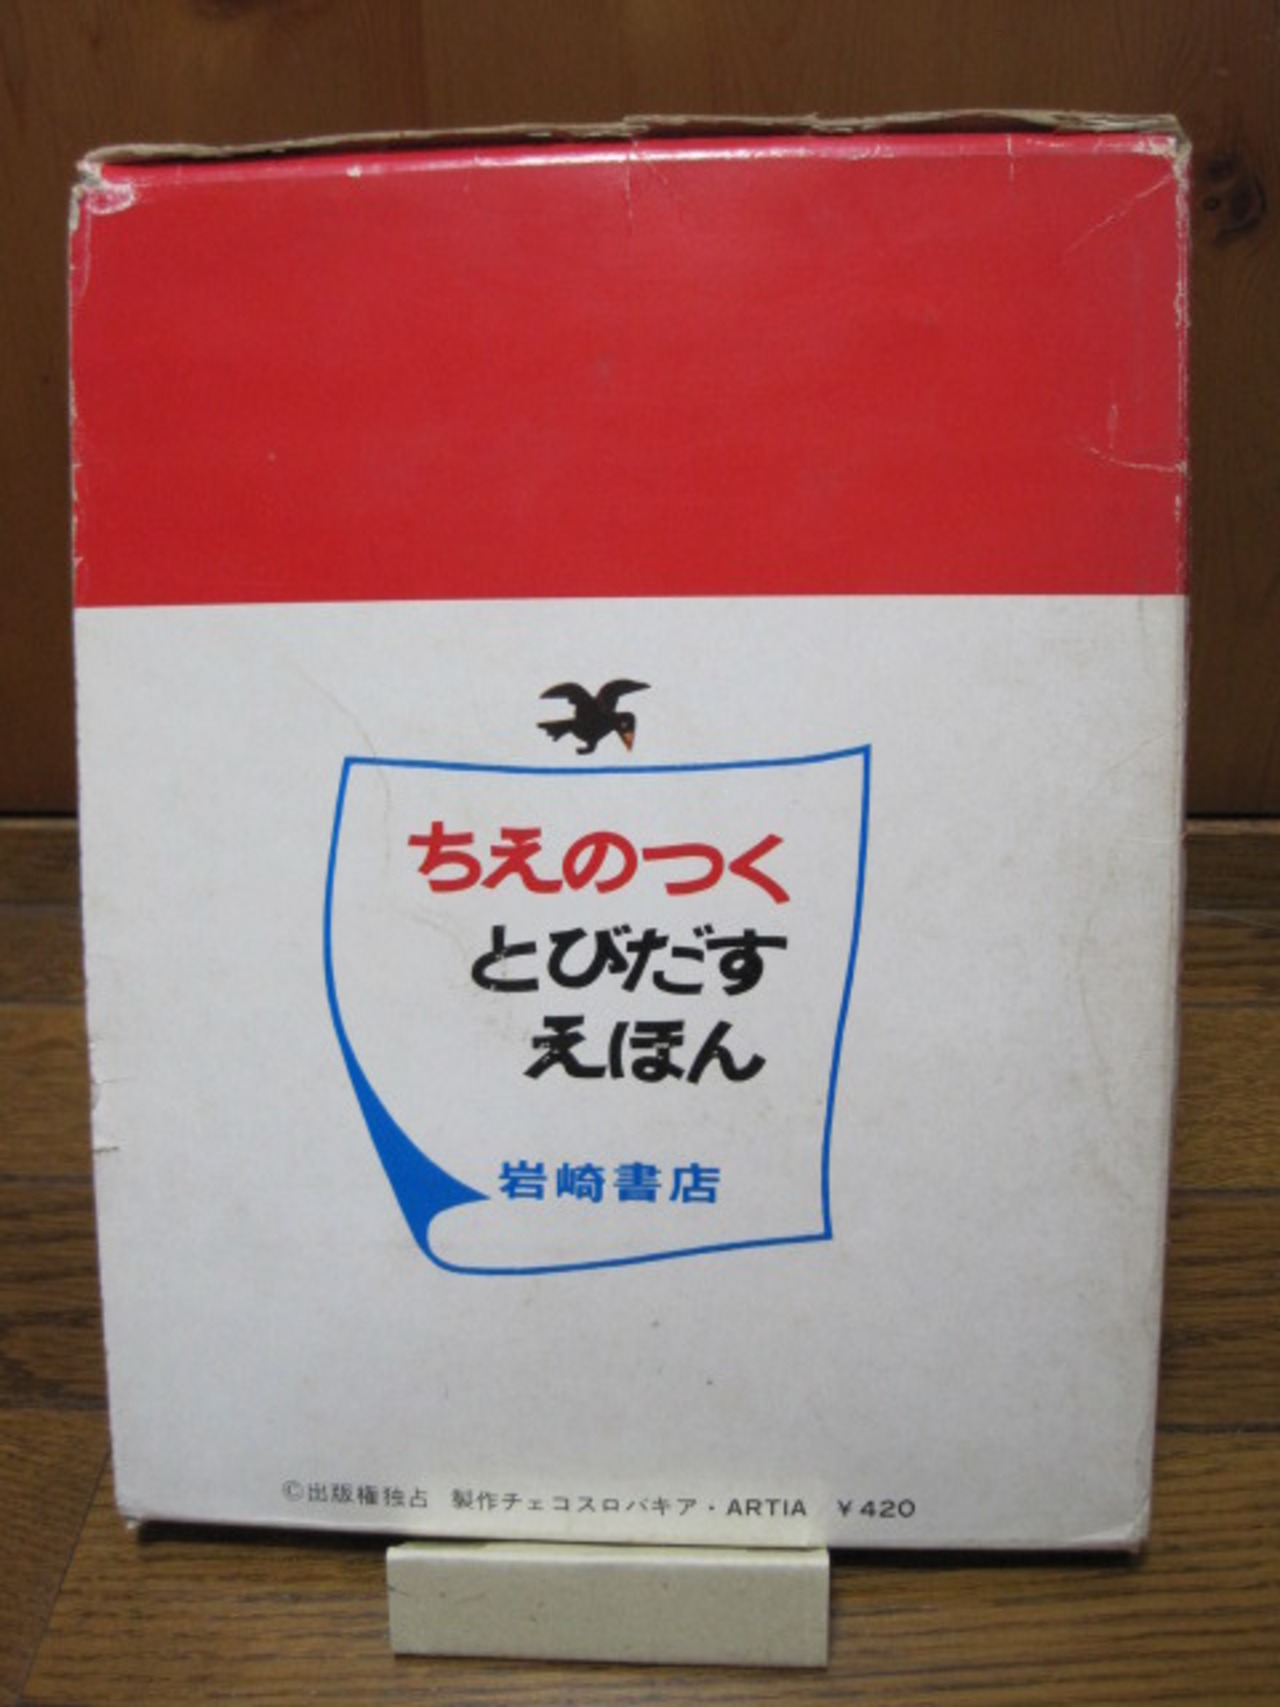 ちえのつく
とびだす
えほん
岩崎書店
©出版権独占 製作チェコスロバキア・ARTIA ¥420